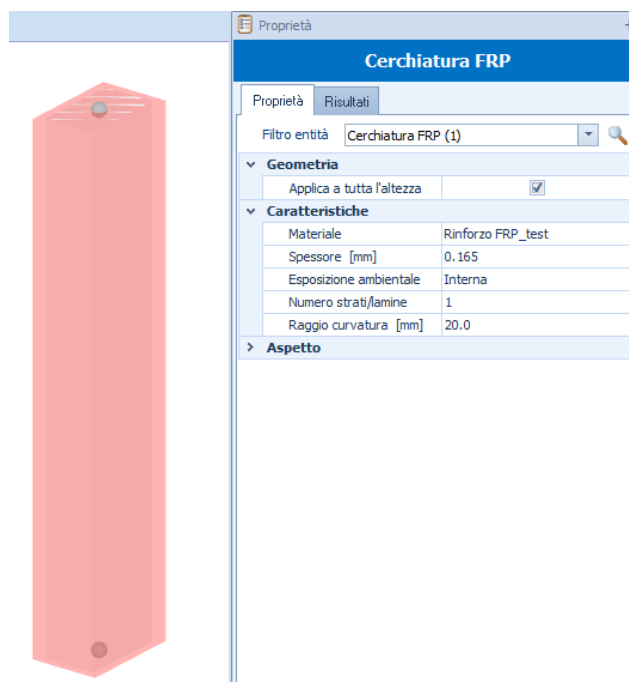 Proprietà
Cerchiatura FRP
Proprietà Risultati
Filtro entità Cerchiatura FRP (1)
Geometria
Applica a tutta l'altezza
Caratteristiche
Materiale Rinforzo FRP_test
Spessore [mm] 0.165
Esposizione ambientale Interna
Numero strati/lamine 1
Raggio curvatura [mm] 20.0
Aspetto